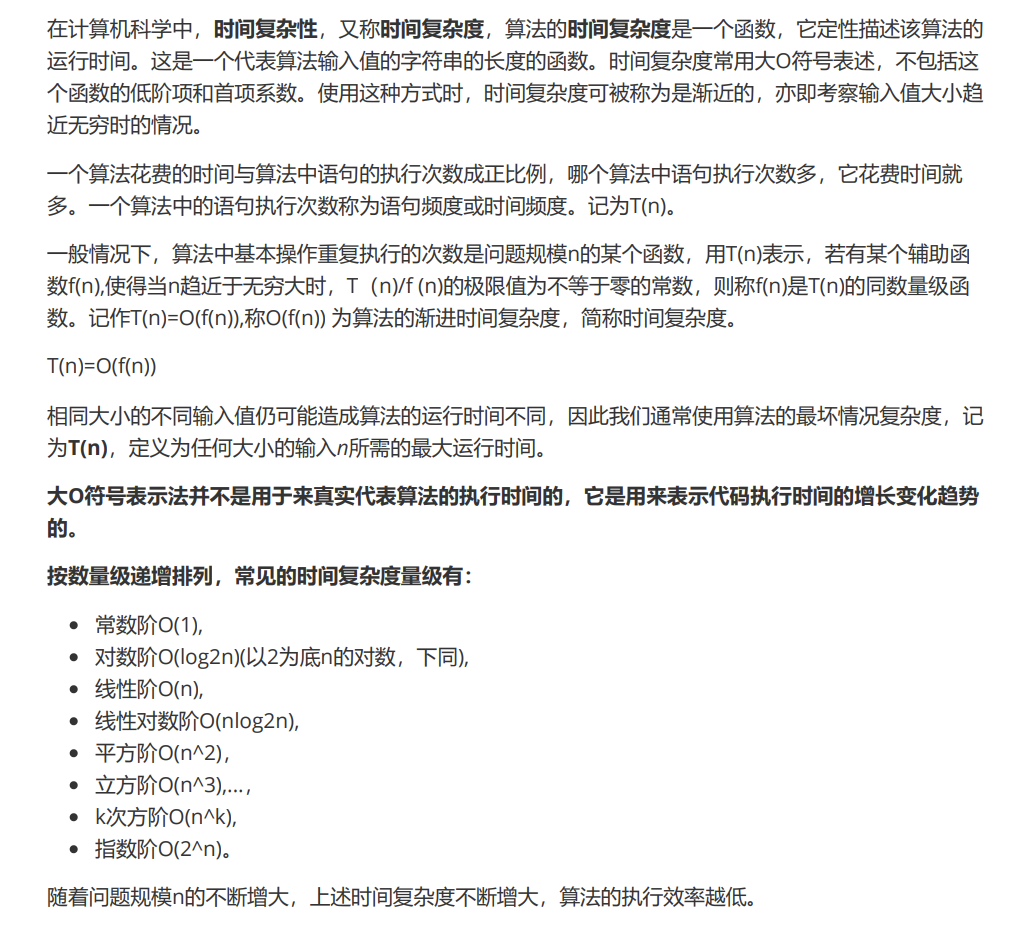 在计算机科学中，时间复杂性，又称时间复杂度，算法的时间复杂度是一个函数，它定性描述该算法的
运行时间。这是一个代表算法输入值的字符串的长度的函数。时间复杂度常用大O符号表述，不包括这
个函数的低阶项和首项系数。使用这种方式时，时间复杂度可被称为是渐近的，亦即考察输入值大小趋
近无穷时的情况。
一个算法花费的时间与算法中语句的执行次数成正比例，哪个算法中语句执行次数多，它花费时间就
多。一个算法中的语句执行次数称为语句频度或时间频度。记为T(n)。
一般情况下，算法中基本操作重复执行的次数是问题规模n的某个函数，用T(n)表示，若有某个辅助函
数f(n),使得当n趋近于无穷大时，T（n)/f (n)的极限值为不等于零的常数，则称f(n)是T(n)的同数量级函
数。记作T(n)=O(f(n)),称O(f(n)) 为算法的渐进时间复杂度，简称时间复杂度。
T(n)=O(f(n))
相同大小的不同输入值仍可能造成算法的运行时间不同，因此我们通常使用算法的最坏情况复杂度，记
为T(n)，定义为任何大小的输入n所需的最大运行时间。
大O符号表示法并不是用于来真实代表算法的执行时间的，它是用来表示代码执行时间的增长变化趋势
的。
按数量级递增排列，常见的时间复杂度量级有：
• 常数阶O(1),
• 对数阶O(log2n)(以2为底n的对数，下同),
• 线性阶O(n),
• 线性对数阶O(nlog2n),
• 平方阶O(n^2)，
• 立方阶O(n^3),...，
• k次方阶O(n^k),
• 指数阶O(2^n)。
随着问题规模n的不断增大，上述时间复杂度不断增大，算法的执行效率越低。